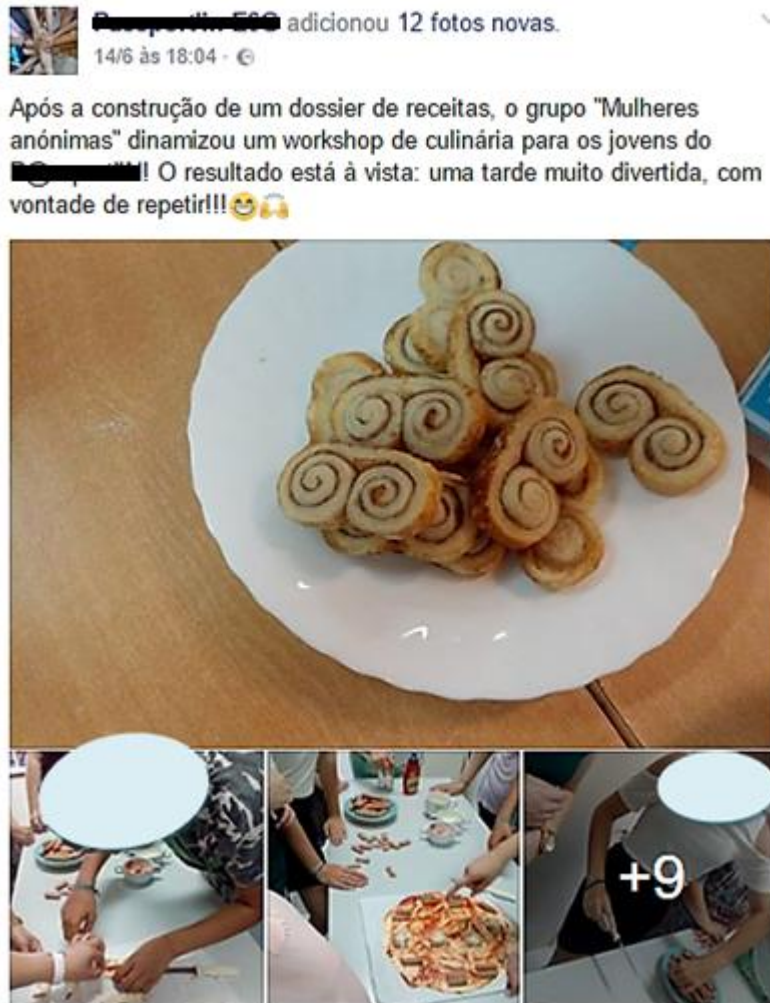 adicionou 12 fotos novas.
14/6 às 18:04 ·
Após a construção de um dossier de receitas, o grupo "Mulheres
anónimas" dinamizou um workshop de culinária para os jovens do
! O resultado está à vista: uma tarde muito divertida, com
vontade de repetir!!!😁🙌
+9